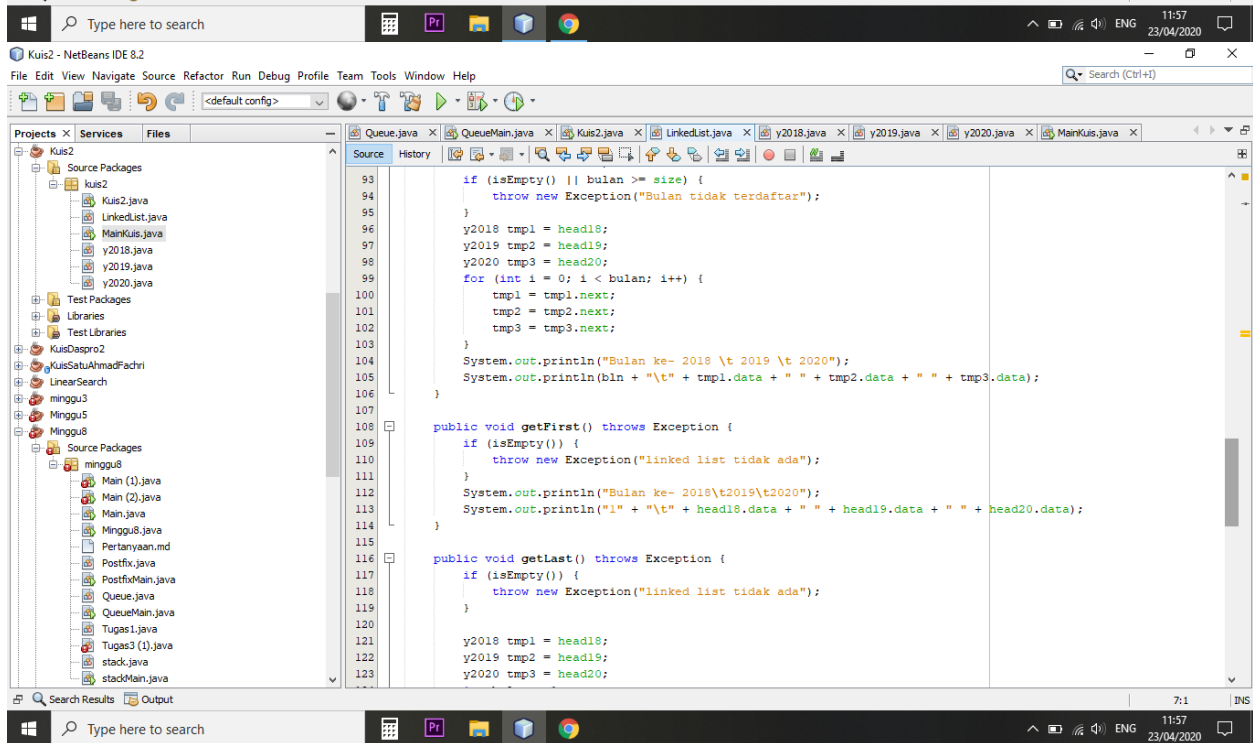 Type here to search
Pr
ENG
11:57
23/04/2020
Kuis2 - NetBeans IDE 8.2
File Edit View Navigate Source Refactor Run Debug Profile Team Tools Window Help
Search (Ctrl+I)
<default config>
Projects × Services Files
Queue.java × QueueMain.java × Kuis2.java × LinkedList.java × y2018.java × y2019.java × y2020.java × MainKuis.java ×
Source History
Kuis2
Source Packages
kuis2
Kuis2.java
LinkedList.java
MainKuis.java
y2018.java
y2019.java
y2020.java
Test Packages
Libraries
Test Libraries
KuisDaspro2
KuisSatuAhmadFachri
LinearSearch
minggu3
Minggu5
Minggu8
Source Packages
minggu8
Main (1).java
Main (2).java
Main.java
Minggu8.java
Pertanyaan.md
Postfix.java
PostfixMain.java
Queue.java
QueueMain.java
Tugas1.java
Tugas3 (1).java
stack.java
stackMain.java
93 if (isEmpty() || bulan >= size) {
94 throw new Exception("Bulan tidak terdaftar");
95 }
96 y2018 tmp1 = head18;
97 y2019 tmp2 = head19;
98 y2020 tmp3 = head20;
99 for (int i = 0; i < bulan; i++) {
100 tmp1 = tmp1.next;
101 tmp2 = tmp2.next;
102 tmp3 = tmp3.next;
103 }
104 System.out.println("Bulan ke- 2018 \t 2019 \t 2020");
105 System.out.println(bln + "\t" + tmp1.data + " " + tmp2.data + " " + tmp3.data);
106 }
107
108 public void getFirst() throws Exception {
109 if (isEmpty()) {
110 throw new Exception("linked list tidak ada");
111 }
112 System.out.println("Bulan ke- 2018\t2019\t2020");
113 System.out.println("1" + "\t" + head18.data + " " + head19.data + " " + head20.data);
114 }
115
116 public void getLast() throws Exception {
117 if (isEmpty()) {
118 throw new Exception("linked list tidak ada");
119 }
120
121 y2018 tmp1 = head18;
122 y2019 tmp2 = head19;
123 y2020 tmp3 = head20;
Search Results Output
7:1 INS
Type here to search
Pr
ENG
11:57
23/04/2020